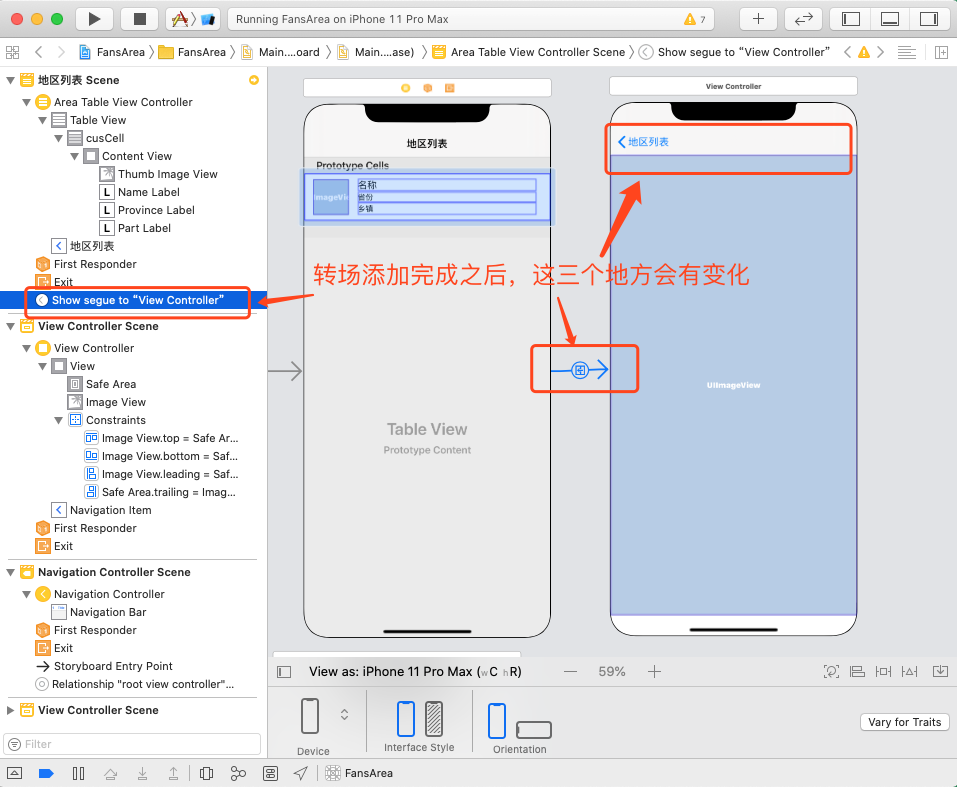 Running FansArea on iPhone 11 Pro Max
7
FansArea
FansArea
Main....oard
Main....ase)
Area Table View Controller Scene
Show segue to “View Controller”
地区列表 Scene
Area Table View Controller
Table View
cusCell
Content View
Thumb Image View
L Name Label
L Province Label
L Part Label
地区列表
First Responder
Exit
Show segue to “View Controller”
View Controller Scene
View Controller
View
Safe Area
Image View
Constraints
Image View.top = Safe Ar...
Image View.bottom = Saf...
Image View.leading = Saf...
Safe Area.trailing = Imag...
Navigation Item
First Responder
Exit
Navigation Controller Scene
Navigation Controller
Navigation Bar
First Responder
Exit
Storyboard Entry Point
Relationship "root view controller"...
View Controller Scene
Filter
地区列表
Prototype Cells
ImageView
名称
省份
乡镇
Table View
Prototype Content
View Controller
地区列表
UIImageView
转场添加完成之后，这三个地方会有变化
View as: iPhone 11 Pro Max (wC hR)
59%
Device
Interface Style
Orientation
Vary for Traits
FansArea